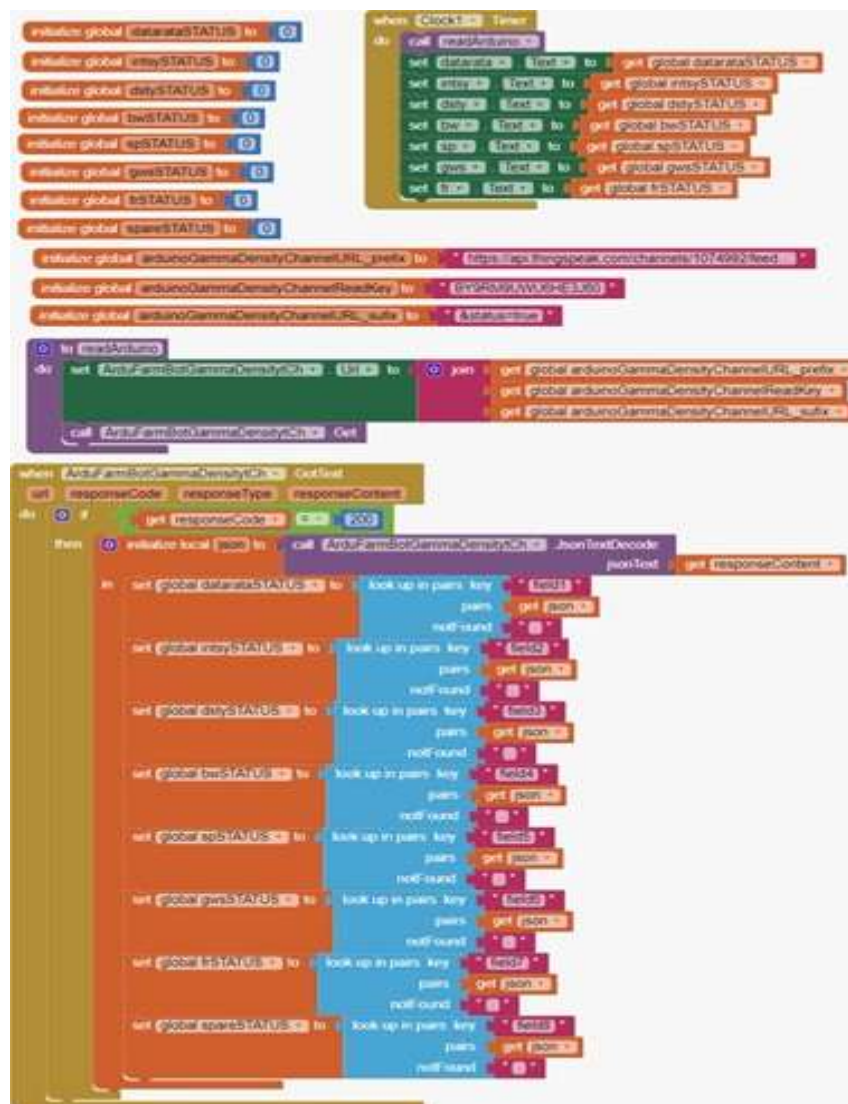 initialize global datarataSTATUS to 0
initialize global intsySTATUS to 0
initialize global dstySTATUS to 0
initialize global bwSTATUS to 0
initialize global spSTATUS to 0
initialize global gwsSTATUS to 0
initialize global frSTATUS to 0
initialize global spareSTATUS to 0
when Clock1 Timer
do call readArduino
set datarata Text to get global datarataSTATUS
set intsy Text to get global intsySTATUS
set dsty Text to get global dstySTATUS
set bw Text to get global bwSTATUS
set sp Text to get global spSTATUS
set gws Text to get global gwsSTATUS
set fr Text to get global frSTATUS
initialize global arduinoGammaDensityChannelURL_prefix to " https://api.thingspeak.com/channels/1074992/feed... "
initialize global arduinoGammaDensityChannelReadKey to
initialize global arduinoGammaDensityChannelURL_sufix to " &status=true "
to readArduino
do set ArduFarmBotGammaDensitytCh . Url to join get global arduinoGammaDensityChannelURL_prefix
get global arduinoGammaDensityChannelReadKey
get global arduinoGammaDensityChannelURL_sufix
call ArduFarmBotGammaDensitytCh .Get
when ArduFarmBotGammaDensitytCh .GotText
url responseCode responseType responseContent
do if get responseCode = 200
then initialize local json to call ArduFarmBotGammaDensitytCh .JsonTextDecode
jsonText get responseContent
in set global datarataSTATUS to look up in pairs key " field1 "
pairs get json
notFound " "
set global intsySTATUS to look up in pairs key " field2 "
pairs get json
notFound " "
set global dstySTATUS to look up in pairs key " field3 "
pairs get json
notFound " "
set global bwSTATUS to look up in pairs key " field4 "
pairs get json
notFound " "
set global spSTATUS to look up in pairs key " field5 "
pairs get json
notFound " "
set global gwsSTATUS to look up in pairs key " field6 "
pairs get json
notFound " "
set global frSTATUS to look up in pairs key " field7 "
pairs get json
notFound " "
set global spareSTATUS to look up in pairs key " field8 "
pairs get json
notFound " "